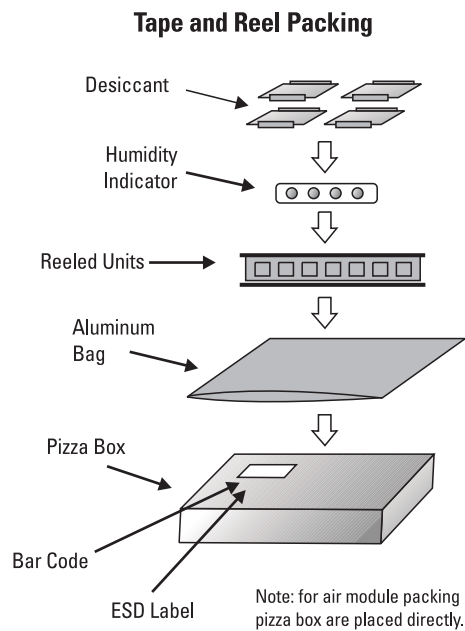 Tape and Reel Packing
Desiccant
Humidity
Indicator
Reeled Units
Aluminum
Bag
Pizza Box
Bar Code
ESD Label
Note: for air module packing
pizza box are placed directly.